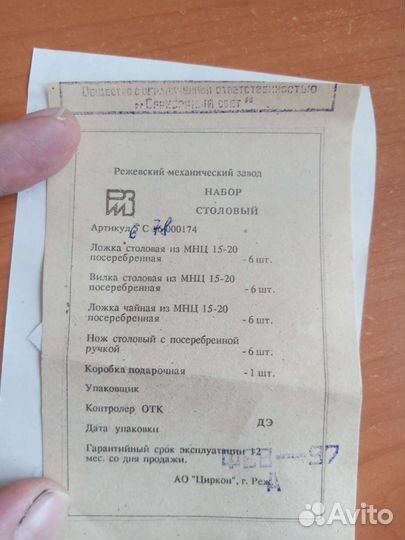 Общество с ограниченной ответственностью
Режевский механический завод
РМЗ
НАБОР
СТОЛОВЫЙ
Артикул 000174
Ложка столовая из МНЦ 15-20
посеребренная - 6 шт.
Вилка столовая из МНЦ 15-20
посеребренная - 6 шт.
Ложка чайная из МНЦ 15-20
посеребренная - 6 шт.
Нож столовый с посеребренной
ручкой - 6 шт.
Коробка подарочная - 1 шт.
Упаковщик
Контролер ОТК
Дата упаковки ДЭ
Гарантийный срок эксплуатации 12
мес. со дня продажи.
АО "Циркон", г. Реж.
Avito